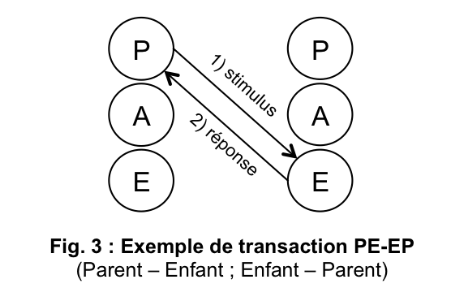 P
P
1) stimulus
A
A
2) réponse
E
E
Fig. 3 : Exemple de transaction PE-EP
(Parent – Enfant ; Enfant – Parent)